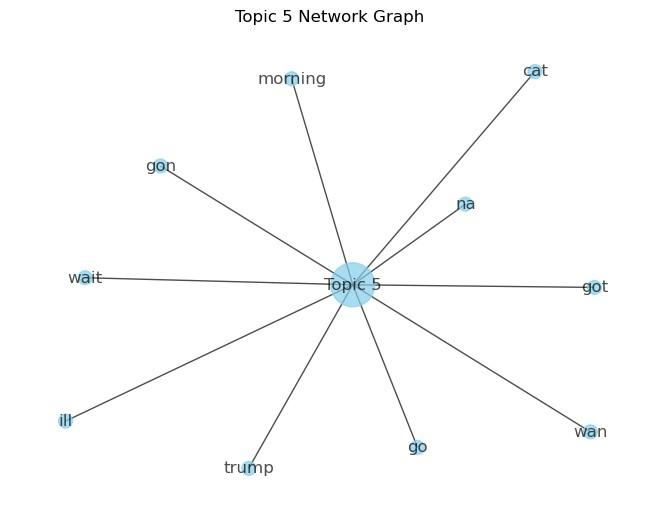 Topic 5 Network Graph
cat
morning
gon
na
wait
Topic 5
got
ill
wan
go
trump